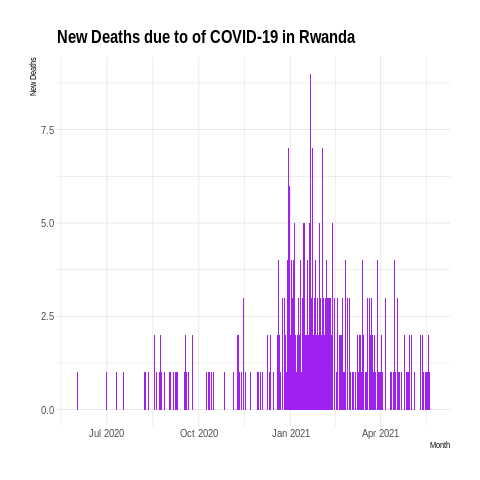 New Deaths due to of COVID-19 in Rwanda
New Deaths
7.5
5.0
2.5
0.0
Jul 2020 Oct 2020 Jan 2021 Apr 2021
Month